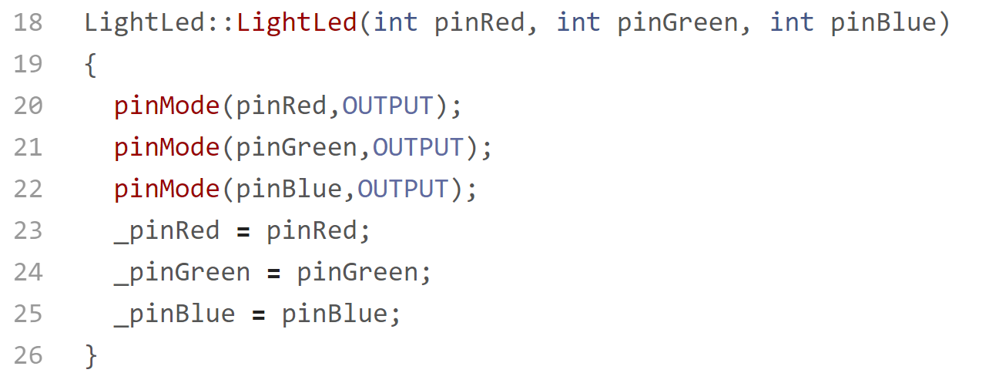 18 LightLed::LightLed(int pinRed, int pinGreen, int pinBlue)
19 {
20 pinMode(pinRed,OUTPUT);
21 pinMode(pinGreen,OUTPUT);
22 pinMode(pinBlue,OUTPUT);
23 _pinRed = pinRed;
24 _pinGreen = pinGreen;
25 _pinBlue = pinBlue;
26 }